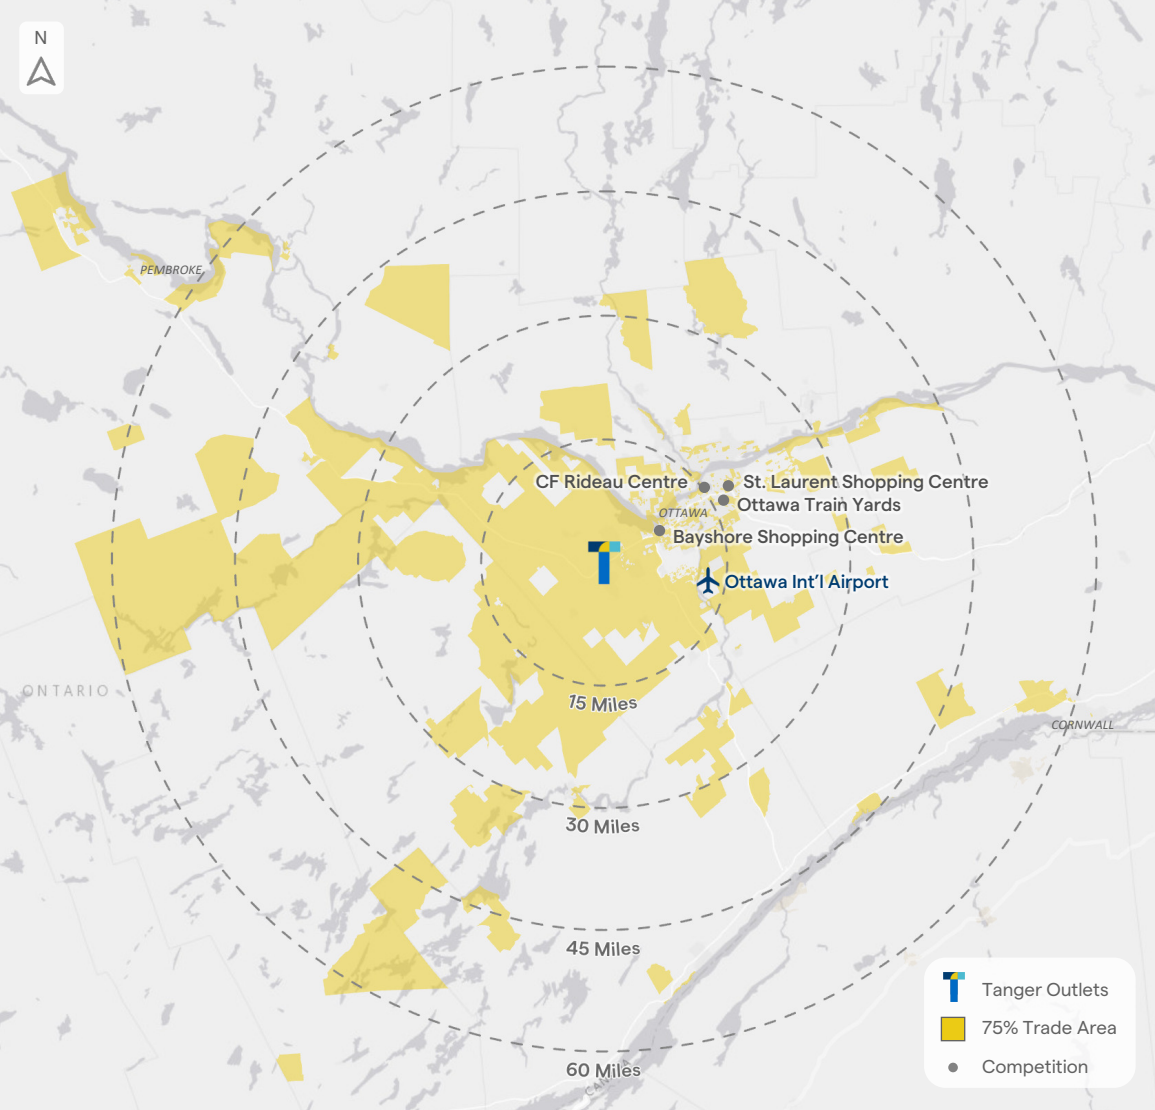 N
PEMBROKE
CF Rideau Centre
St. Laurent Shopping Centre
Ottawa Train Yards
OTTAWA
Bayshore Shopping Centre
Ottawa Int'l Airport
ONTARIO
15 Miles
CORNWALL
30 Miles
45 Miles
60 Miles
CANADA
Tanger Outlets
75% Trade Area
Competition